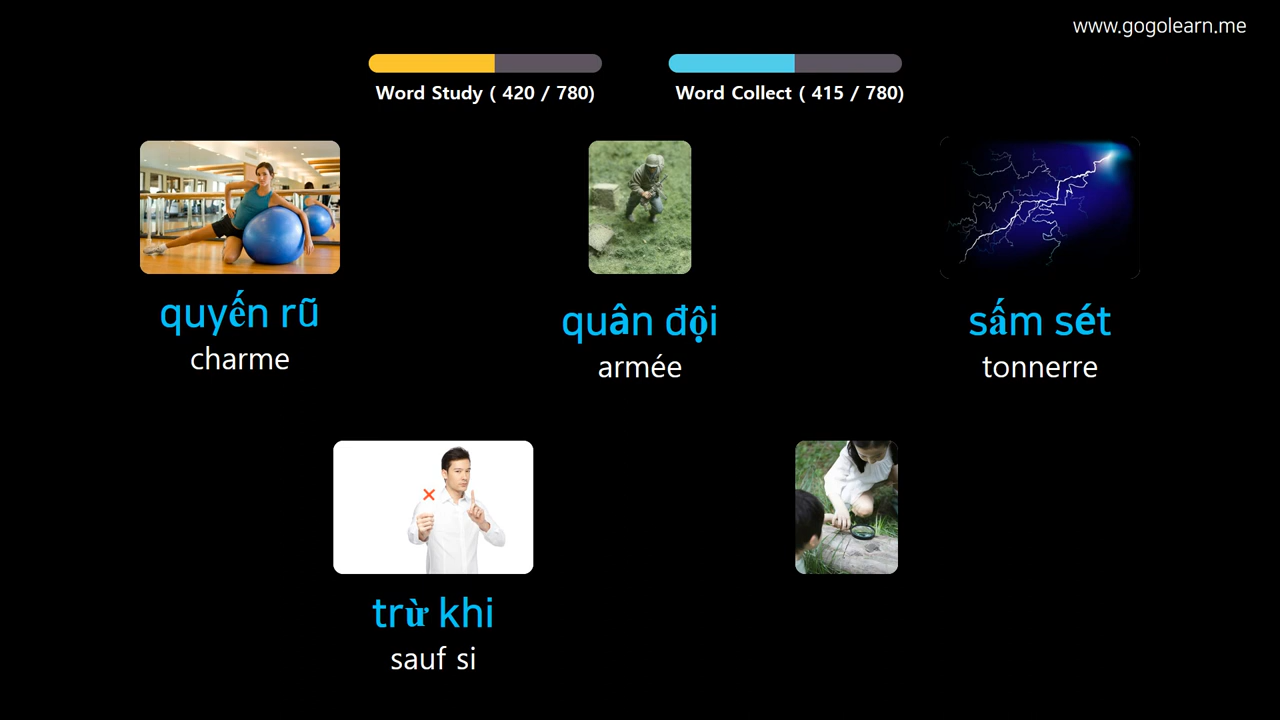 www.gogolearn.me
Word Study ( 420 / 780)
Word Collect ( 415 / 780)
quyến rũ
charme
quân đội
armée
sấm sét
tonnerre
trừ khi
sauf si